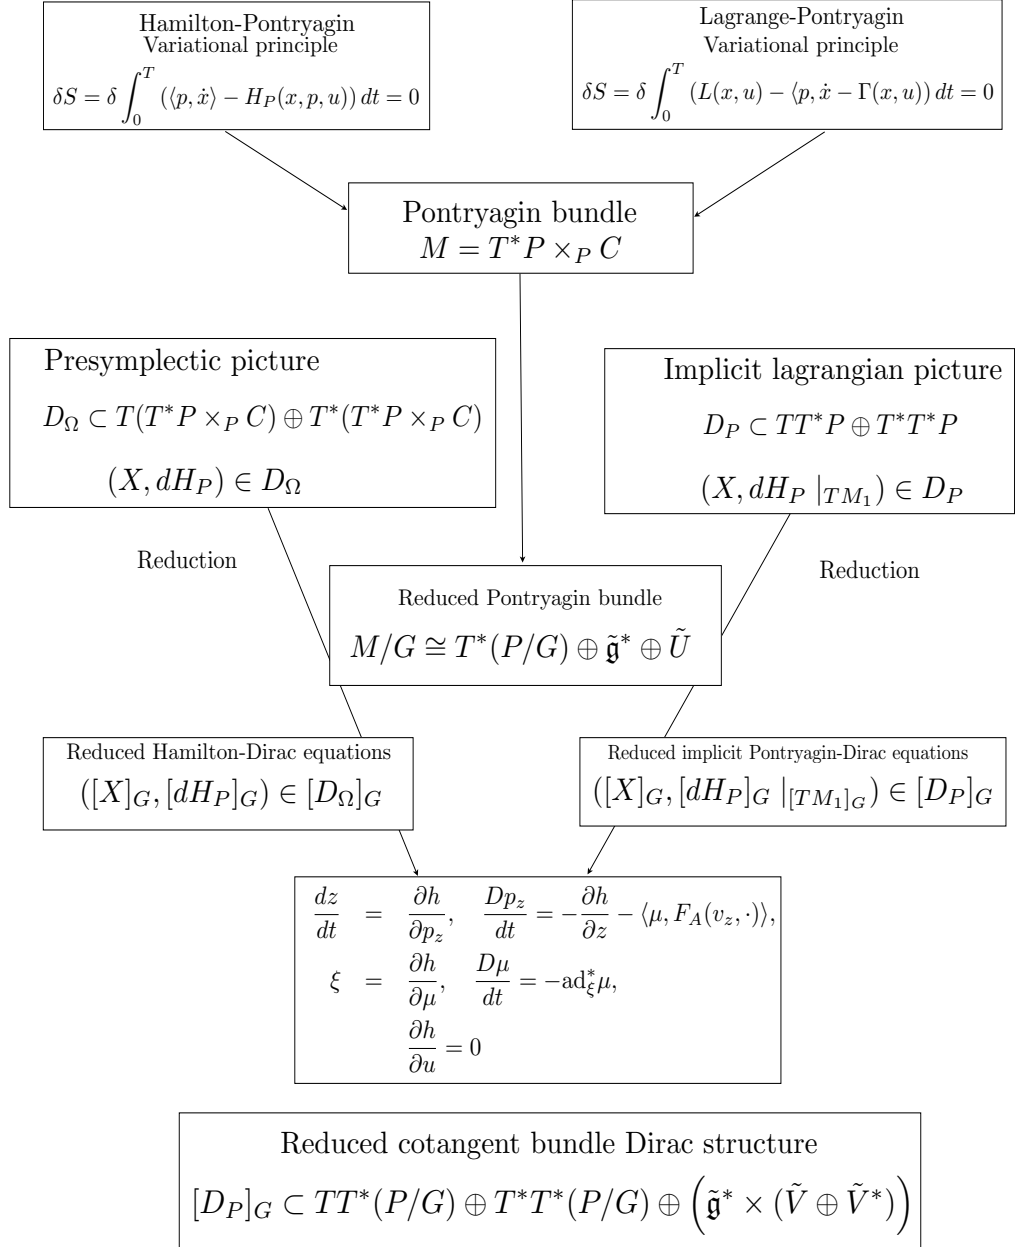 Hamilton-Pontryagin
Variational principle
δS = δ ∫₀ᵀ (⟨p, ẋ⟩ − H_P(x, p, u)) dt = 0
Lagrange-Pontryagin
Variational principle
δS = δ ∫₀ᵀ (L(x, u) − ⟨p, ẋ − Γ(x, u)) dt = 0
Pontryagin bundle
M = T*P ×_P C
Presymplectic picture
D_Ω ⊂ T(T*P ×_P C) ⊕ T*(T*P ×_P C)
(X, dH_P) ∈ D_Ω
Implicit lagrangian picture
D_P ⊂ TT*P ⊕ T*T*P
(X, dH_P |_{TM₁}) ∈ D_P
Reduction
Reduction
Reduced Pontryagin bundle
M/G ≅ T*(P/G) ⊕ 𝔤̃* ⊕ Ũ
Reduced Hamilton-Dirac equations
([X]_G, [dH_P]_G) ∈ [D_Ω]_G
Reduced implicit Pontryagin-Dirac equations
([X]_G, [dH_P]_G |_{[TM₁]_G}) ∈ [D_P]_G
dz/dt = ∂h/∂p_z, Dp_z/dt = −∂h/∂z − ⟨μ, F_A(v_z, ·)⟩,
ξ = ∂h/∂μ, Dμ/dt = −ad*_ξ μ,
∂h/∂u = 0
Reduced cotangent bundle Dirac structure
[D_P]_G ⊂ TT*(P/G) ⊕ T*T*(P/G) ⊕ (𝔤̃* × (Ṽ ⊕ Ṽ*))